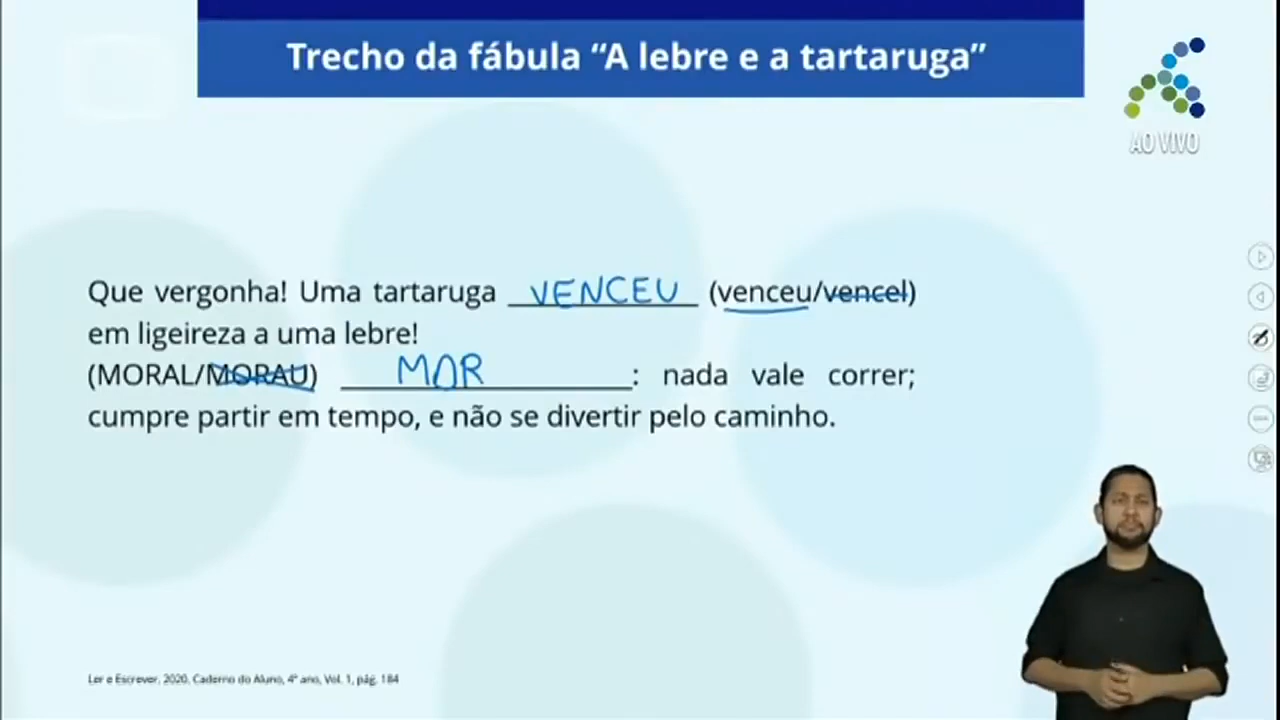 Trecho da fábula “A lebre e a tartaruga”
AO VIVO
Que vergonha! Uma tartaruga VENCEU (venceu/vencel)
em ligeireza a uma lebre!
(MORAL/MORAU) MOR: nada vale correr;
cumpre partir em tempo, e não se divertir pelo caminho.
Ler e Escrever, 2020, Caderno do Aluno, 4° ano, Vol. 1, pág. 184